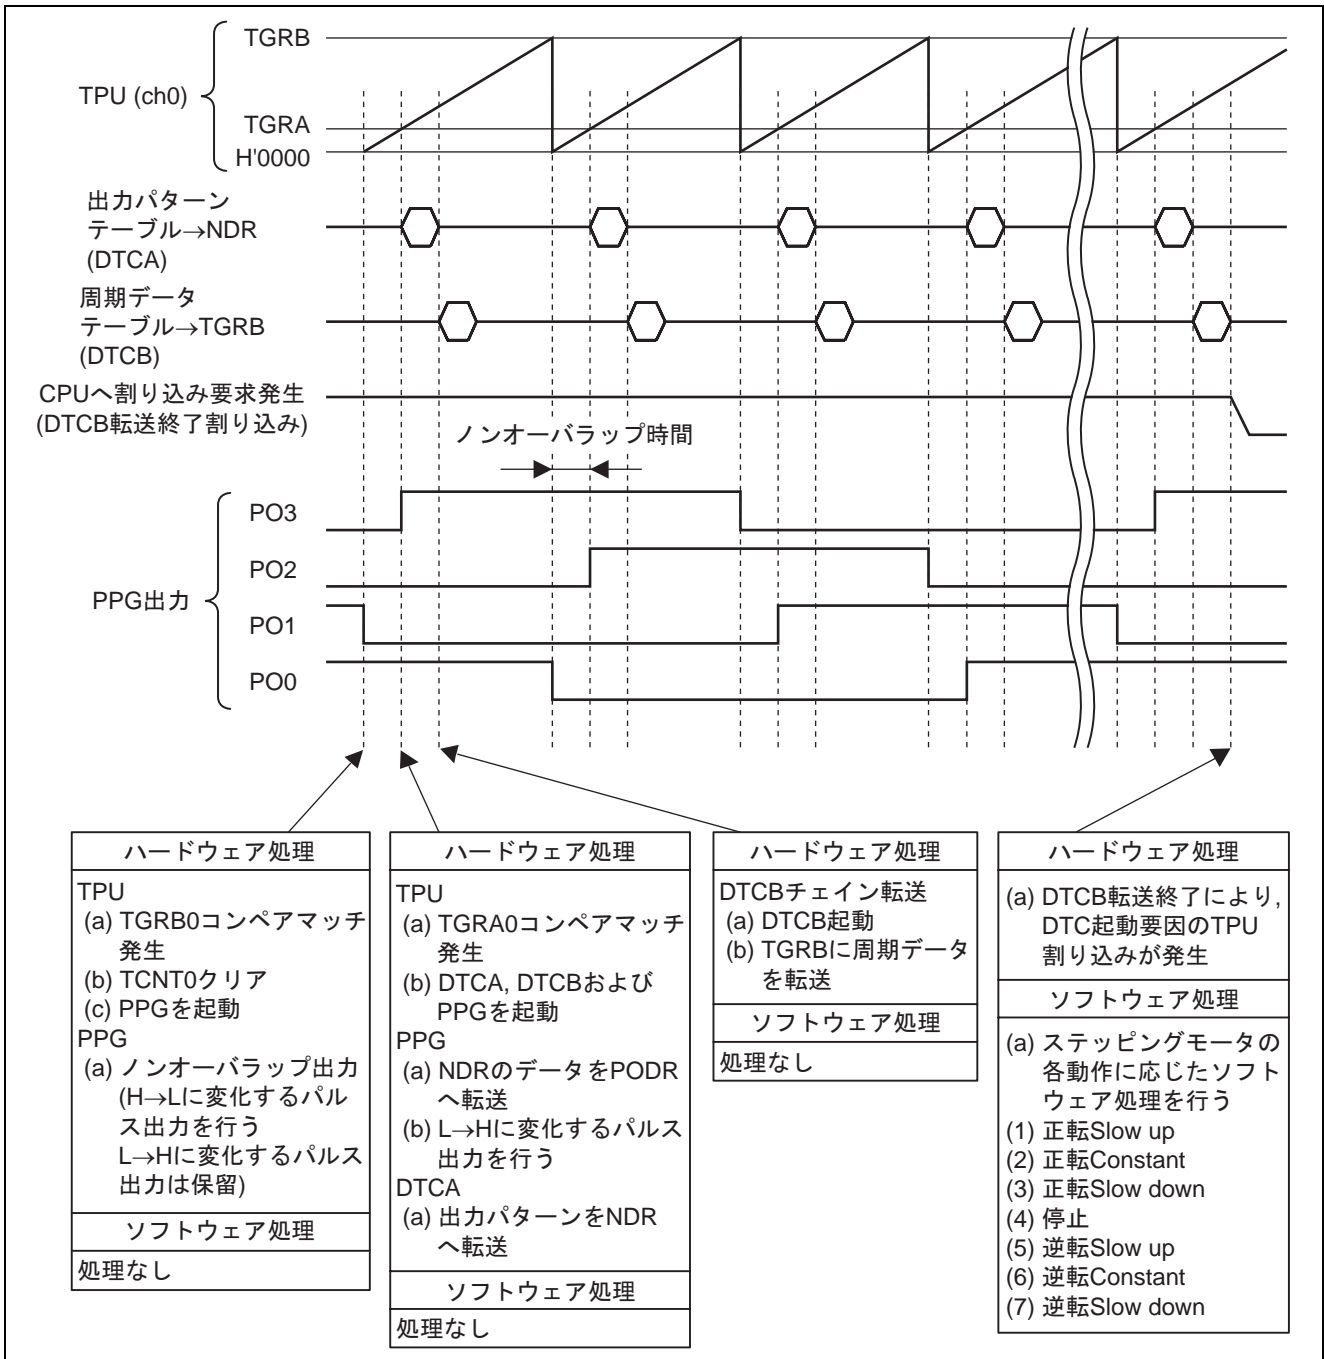 TGRB
TPU (ch0)
TGRA
H'0000
出力パターン
テーブル→NDR
(DTCA)
周期データ
テーブル→TGRB
(DTCB)
CPUへ割り込み要求発生
(DTCB転送終了割り込み)
ノンオーバラップ時間
PO3
PO2
PPG出力
PO1
PO0
ハードウェア処理
TPU
(a) TGRB0コンペアマッチ
発生
(b) TCNT0クリア
(c) PPGを起動
PPG
(a) ノンオーバラップ出力
(H→Lに変化するパル
ス出力を行う
L→Hに変化するパルス
出力は保留)
ソフトウェア処理
処理なし
ハードウェア処理
TPU
(a) TGRA0コンペアマッチ
発生
(b) DTCA, DTCBおよび
PPGを起動
PPG
(a) NDRのデータをPODR
へ転送
(b) L→Hに変化するパルス
出力を行う
DTCA
(a) 出力パターンをNDR
へ転送
ソフトウェア処理
処理なし
ハードウェア処理
DTCBチェイン転送
(a) DTCB起動
(b) TGRBに周期データ
を転送
ソフトウェア処理
処理なし
ハードウェア処理
(a) DTCB転送終了により,
DTC起動要因のTPU
割り込みが発生
ソフトウェア処理
(a) ステッピングモータの
各動作に応じたソフト
ウェア処理を行う
(1) 正転Slow up
(2) 正転Constant
(3) 正転Slow down
(4) 停止
(5) 逆転Slow up
(6) 逆転Constant
(7) 逆転Slow down